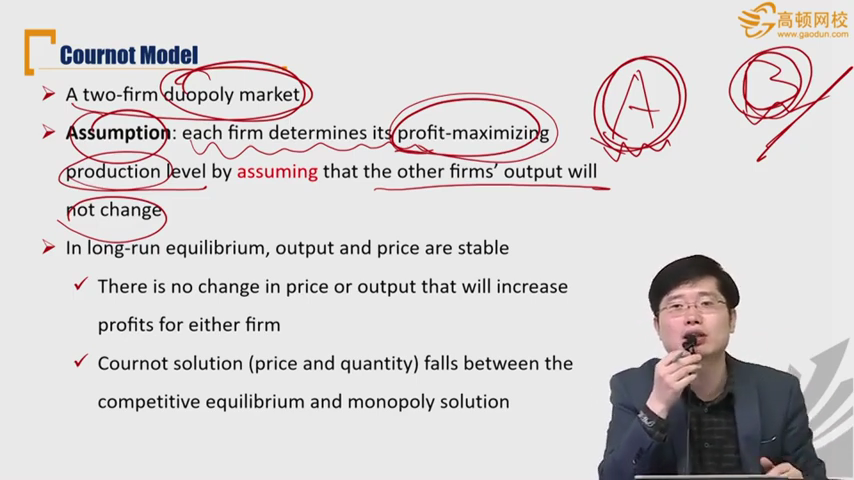 高顿网校
www.gaodun.com
Cournot Model
A two-firm duopoly market
A
B
Assumption: each firm determines its profit-maximizing
production level by assuming that the other firms' output will
not change
In long-run equilibrium, output and price are stable
There is no change in price or output that will increase
profits for either firm
Cournot solution (price and quantity) falls between the
competitive equilibrium and monopoly solution